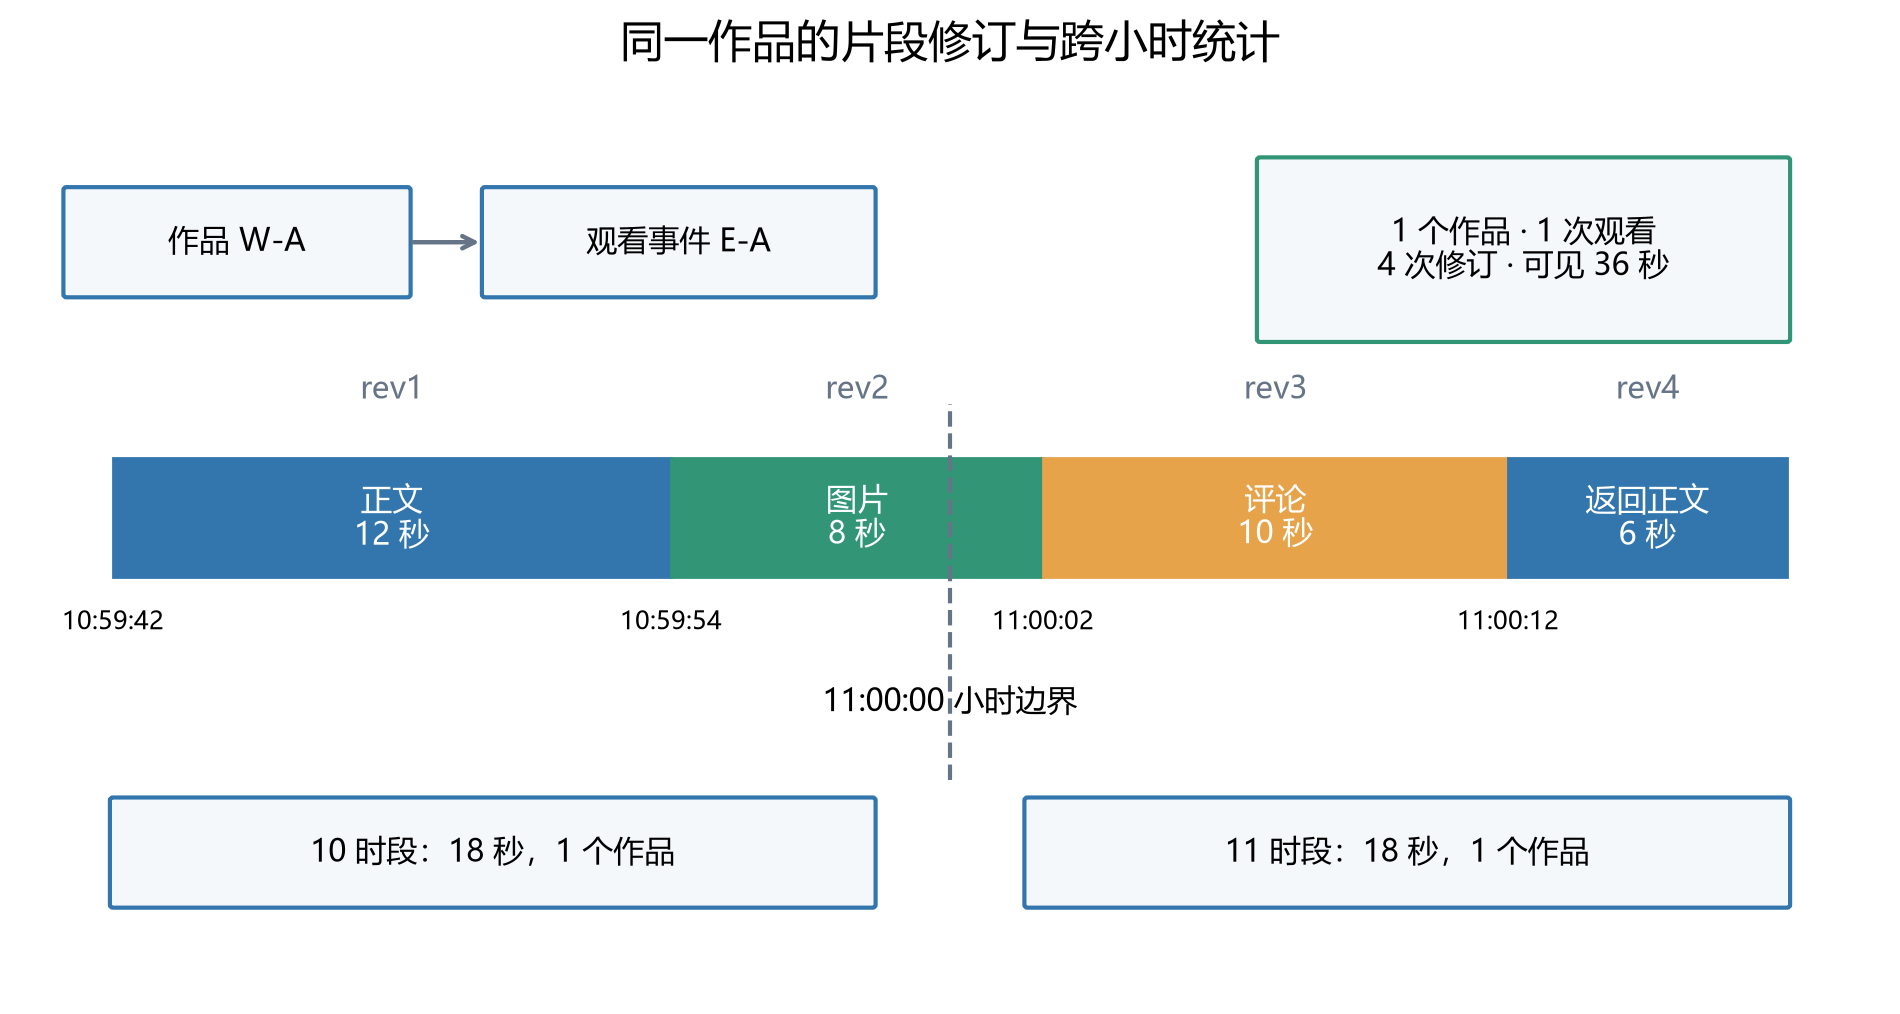 同一作品的片段修订与跨小时统计
作品 W-A
观看事件 E-A
1 个作品 · 1 次观看
4 次修订 · 可见 36 秒
rev1
rev2
rev3
rev4
正文
12 秒
图片
8 秒
评论
10 秒
返回正文
6 秒
10:59:42
10:59:54
11:00:02
11:00:12
11:00:00 小时边界
10 时段：18 秒，1 个作品
11 时段：18 秒，1 个作品